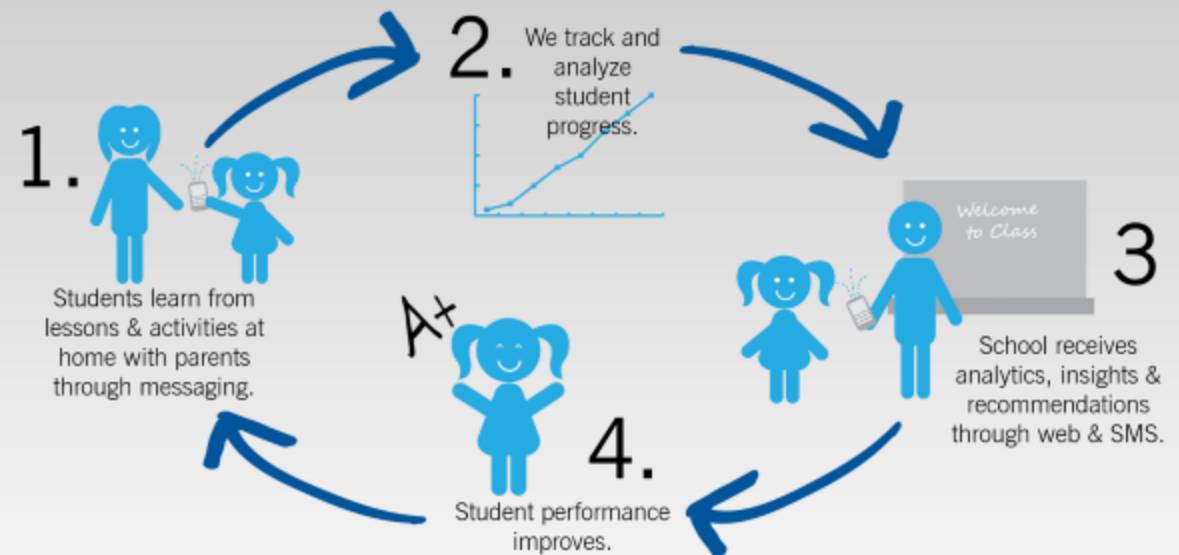 1.
Students learn from
lessons & activities at
home with parents
through messaging.
2.
We track and
analyze
student
progress.
Welcome
to Class
3
School receives
analytics, insights &
recommendations
through web & SMS.
A+
4.
Student performance
improves.